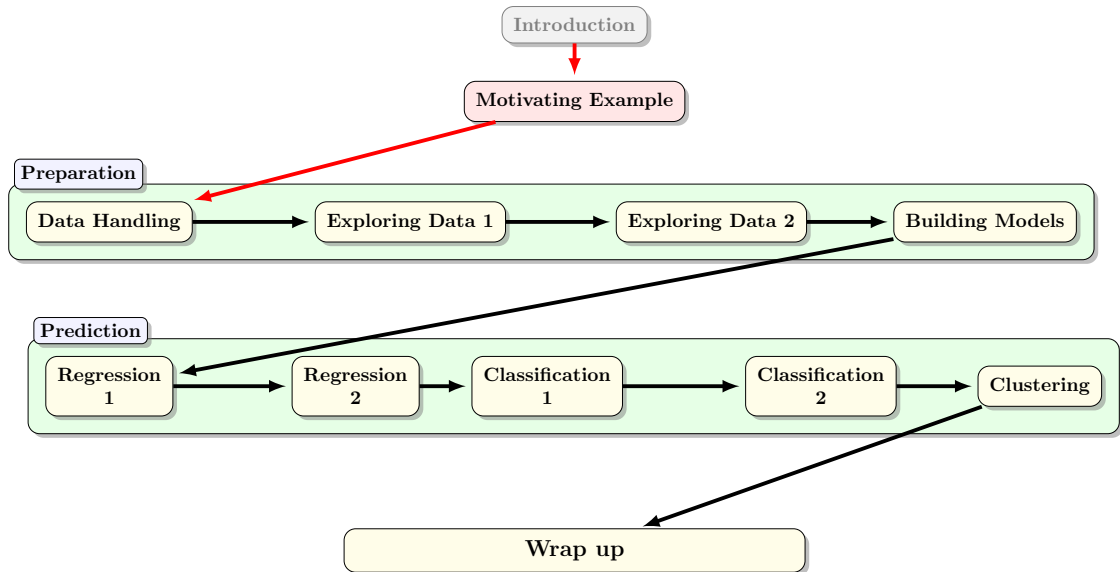 Introduction
Motivating Example
Preparation
Data Handling
Exploring Data 1
Exploring Data 2
Building Models
Prediction
Regression
1
Regression
2
Classification
1
Classification
2
Clustering
Wrap up